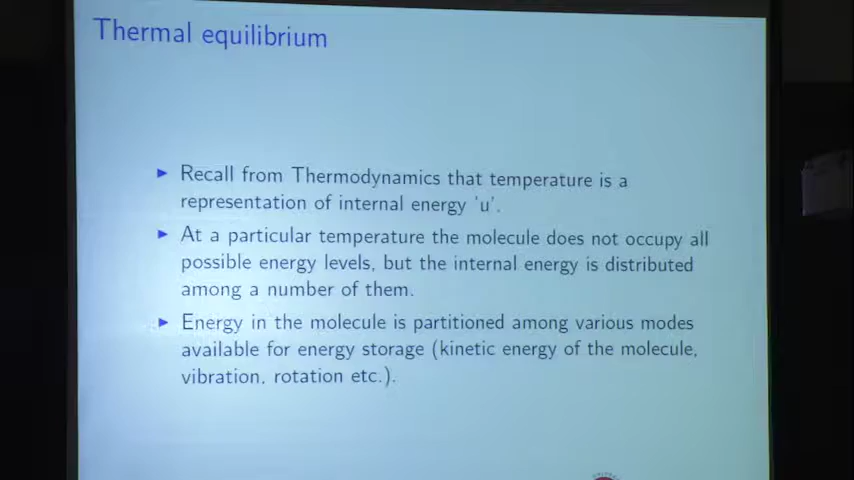 Thermal equilibrium
Recall from Thermodynamics that temperature is a
representation of internal energy 'u'.
At a particular temperature the molecule does not occupy all
possible energy levels, but the internal energy is distributed
among a number of them.
Energy in the molecule is partitioned among various modes
available for energy storage (kinetic energy of the molecule,
vibration, rotation etc.).